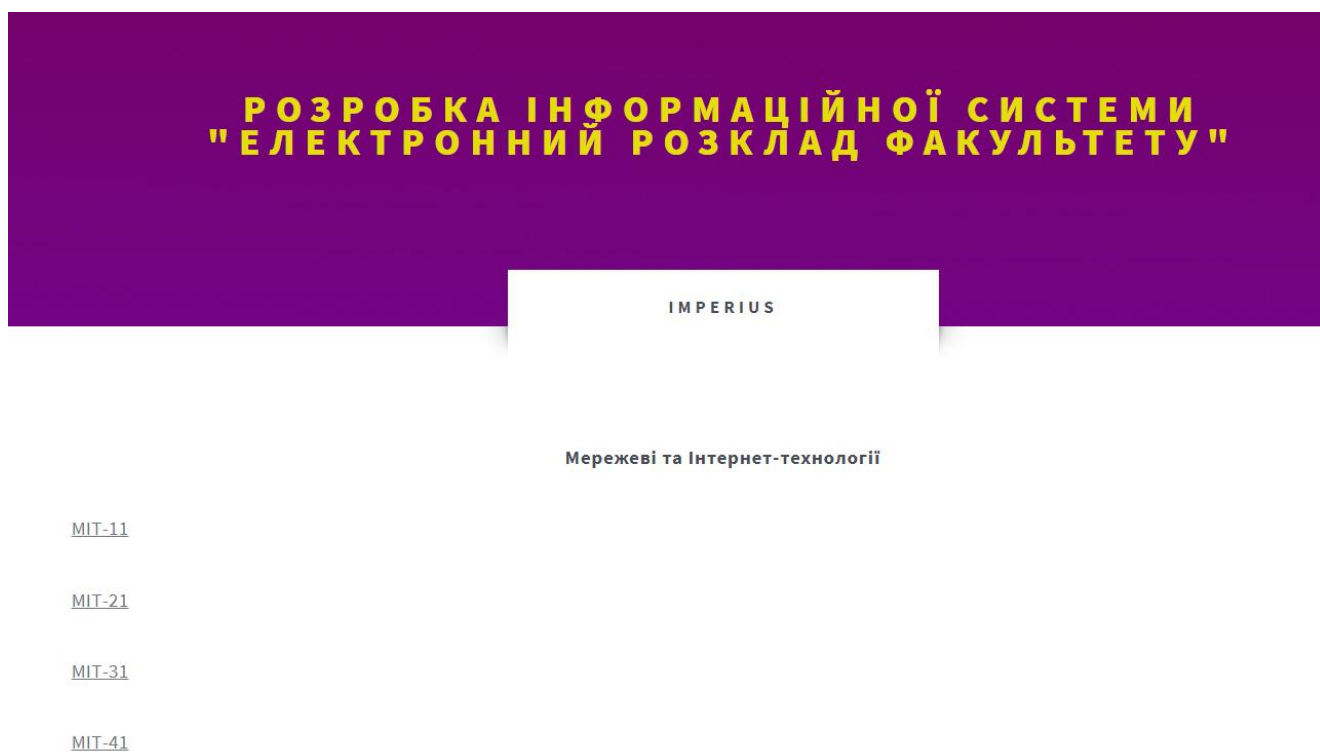 РОЗРОБКА ІНФОРМАЦІЙНОЇ СИСТЕМИ
"ЕЛЕКТРОННИЙ РОЗКЛАД ФАКУЛЬТЕТУ"
IMPERIUS
Мережеві та Інтернет-технології
МІТ-11
МІТ-21
МІТ-31
МІТ-41